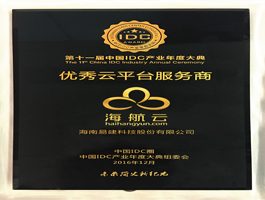 IDC
第十一届中国IDC产业年度大典
The 11th China IDC Industry Annual Ceremony
优秀云平台服务商
海航云
haihangyun.com
海南易建科技股份有限公司
中国IDC圈
中国IDC产业年度大典组委会
2016年12月